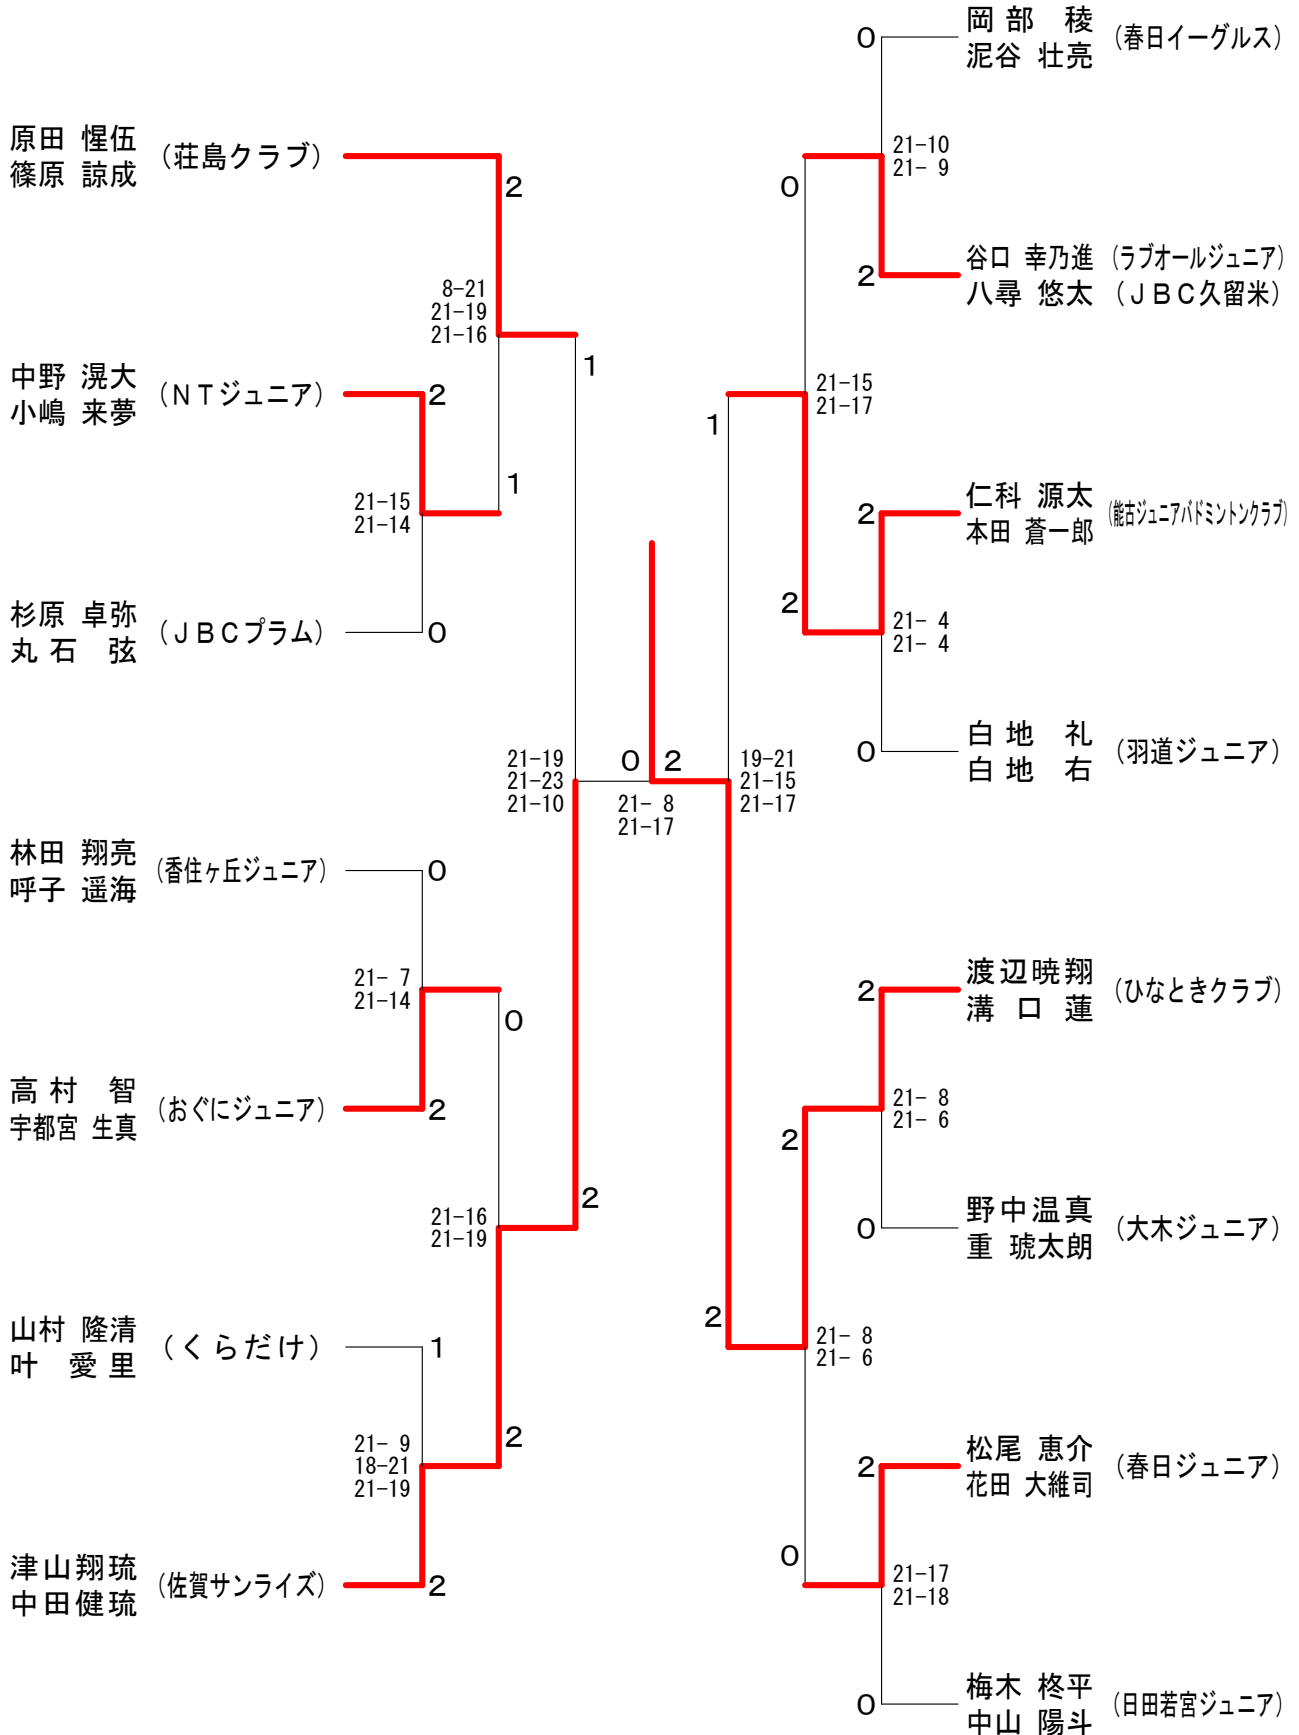 原田 惺伍
篠原 諒成
(荘島クラブ)
2
8-21
21-19
21-16
中野 滉大
小嶋 来夢
(NTジュニア)
2
21-15
21-14
1
杉原 卓弥
丸石 弦
(JBCプラム)
0
1
21-19
21-23
21-10
林田 翔亮
呼子 遥海
(香住ヶ丘ジュニア)
0
21- 7
21-14
0
高村 智
宇都宮 生真
(おぐにジュニア)
2
21-16
21-19
2
山村 隆清
叶 愛里
(くらだけ)
1
21- 9
18-21
21-19
2
津山翔琉
中田健琉
(佐賀サンライズ)
2
0 2
21- 8
21-17
岡部 稜
泥谷 壮亮
(春日イーグルス)
0
21-10
21- 9
0
谷口 幸乃進 (ラブオールジュニア)
八尋 悠太 (JBC久留米)
2
21-15
21-17
1
仁科 源太
本田 蒼一郎
(能古ジュニアバドミントンクラブ)
2
21- 4
21- 4
2
白地 礼
白地 右
(羽道ジュニア)
0
19-21
21-15
21-17
渡辺暁翔
溝口蓮
(ひなときクラブ)
2
21- 8
21- 6
2
野中温真
重 琥太朗
(大木ジュニア)
0
2
21- 8
21- 6
松尾 恵介
花田 大維司
(春日ジュニア)
2
21-17
21-18
0
梅木 柊平
中山 陽斗
(日田若宮ジュニア)
0